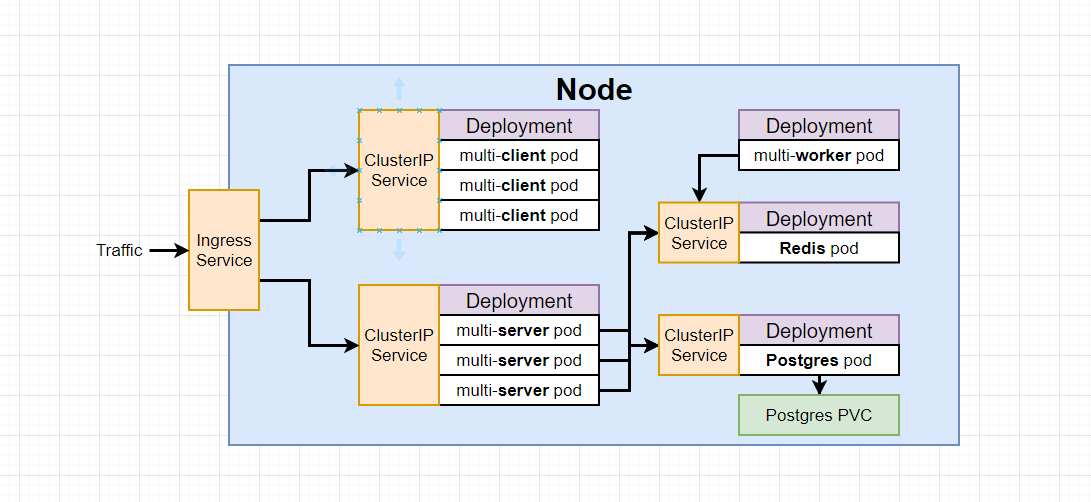 Node
Traffic
Ingress
Service
ClusterIP
Service
Deployment
multi-client pod
multi-client pod
multi-client pod
ClusterIP
Service
Deployment
multi-server pod
multi-server pod
multi-server pod
Deployment
multi-worker pod
ClusterIP
Service
Deployment
Redis pod
ClusterIP
Service
Deployment
Postgres pod
Postgres PVC